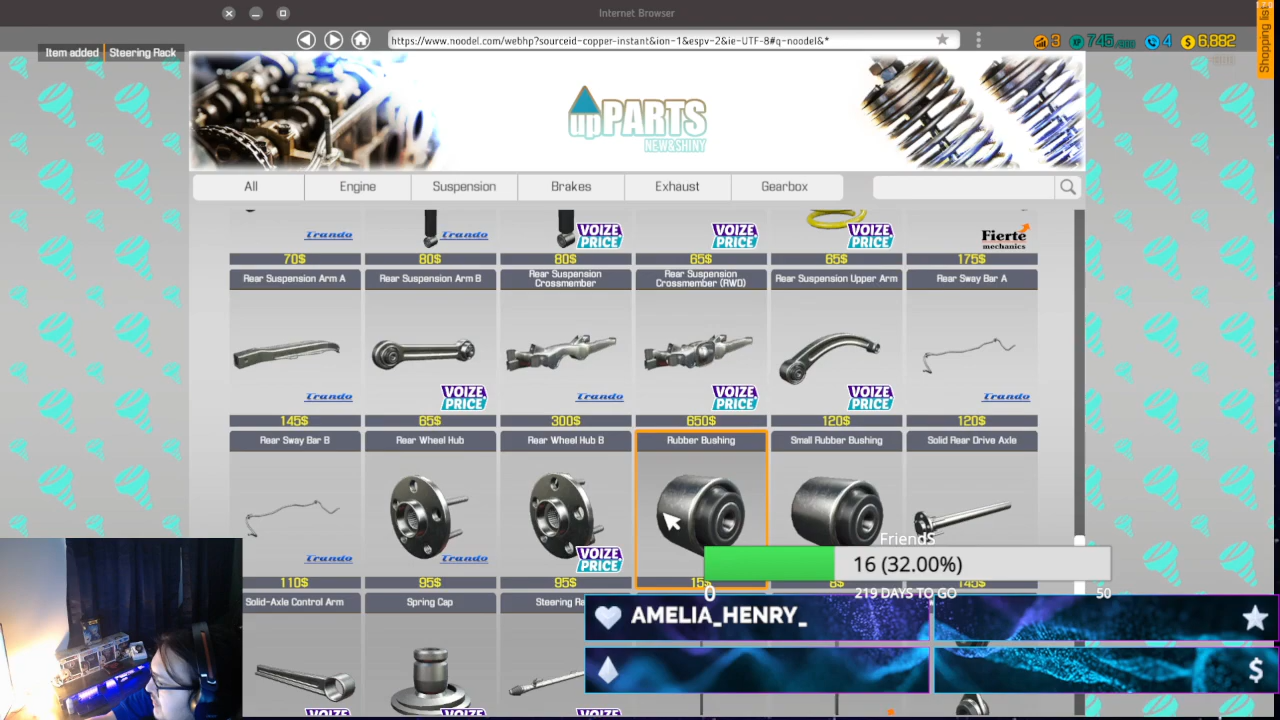 Internet Browser
Item added | Steering Rack
https://www.noodel.com/webhp?sourceid-copper-instant&ion-1&espv-2&ie-UTF-8#q-noodel&*
3
4
$ 6,882
Shopping list
upPARTS
NEW&SHINY
All
Engine
Suspension
Brakes
Exhaust
Gearbox
Trando
Trando
VOIZE PRICE
VOIZE PRICE
VOIZE PRICE
Fierte mechanics
70$
80$
80$
65$
65$
175$
Rear Suspension Arm A
Rear Suspension Arm B
Rear Suspension Crossmember
Rear Suspension Crossmember (RWD)
Rear Suspension Upper Arm
Rear Sway Bar A
Trando
VOIZE PRICE
Trando
VOIZE PRICE
VOIZE PRICE
Trando
145$
65$
300$
650$
120$
120$
Rear Sway Bar B
Rear Wheel Hub
Rear Wheel Hub B
Rubber Bushing
Small Rubber Bushing
Solid Rear Drive Axle
Trando
Trando
VOIZE PRICE
110$
95$
95$
FriendS
16 (32.00%)
0
219 DAYS TO GO
50
Solid-Axle Control Arm
Spring Cap
AMELIA_HENRY_
$